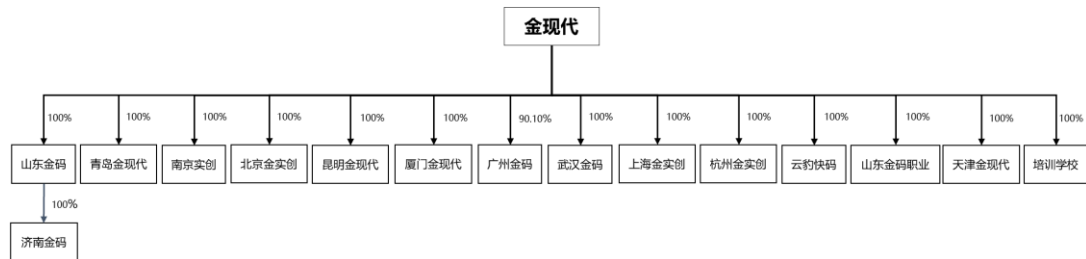 金现代
100% 100% 100% 100% 100% 100% 90.10% 100% 100% 100% 100% 100% 100% 100%
山东金码 青岛金现代 南京实创 北京金实创 昆明金现代 厦门金现代 广州金码 武汉金码 上海金实创 杭州金实创 云豹快码 山东金码职业 天津金现代 培训学校
100%
济南金码